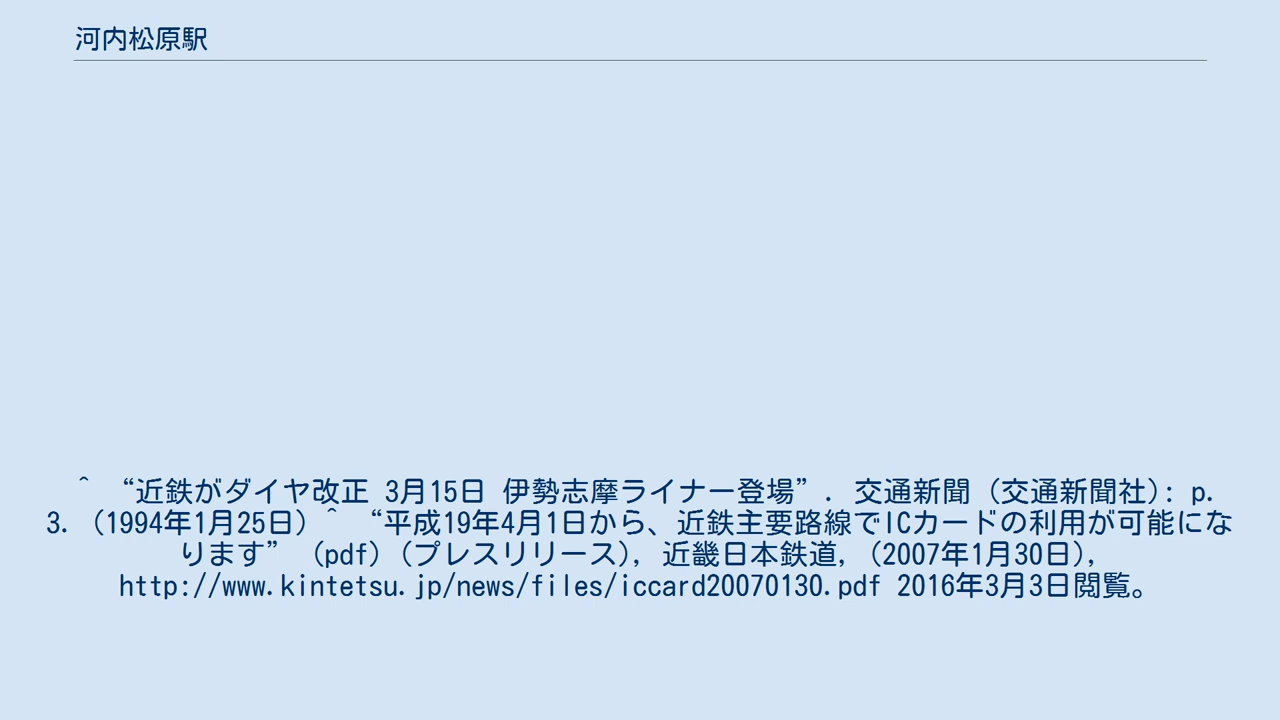 河内松原駅
^ “近鉄がダイヤ改正 3月15日 伊勢志摩ライナー登場”. 交通新聞 (交通新聞社): p.
3. (1994年1月25日) ^ “平成19年4月1日から、近鉄主要路線でICカードの利用が可能にな
ります” (pdf) (プレスリリース), 近畿日本鉄道, (2007年1月30日),
http://www.kintetsu.jp/news/files/iccard20070130.pdf 2016年3月3日閲覧。